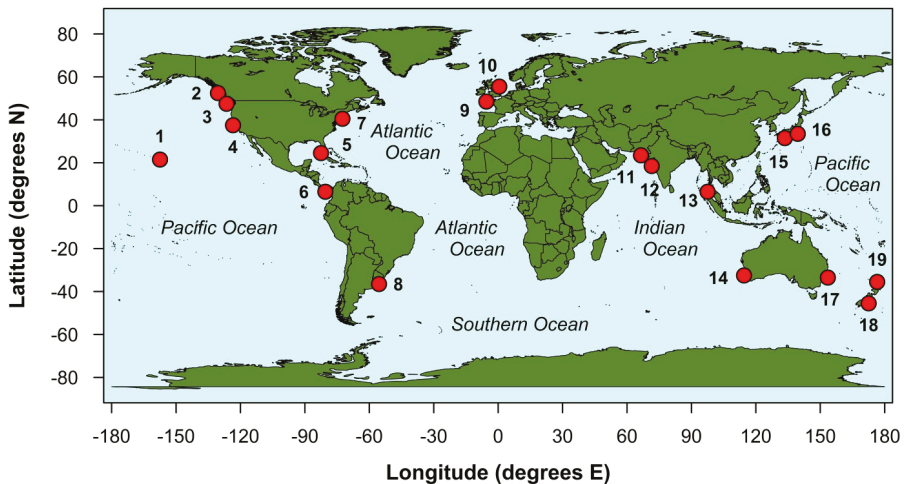 80
60
40
20
0
-20
-40
-60
-80
Latitude (degrees N)
10
2
9
3
7
16
1
4
5
Atlantic
Ocean
15
11
12
Pacific
Ocean
6
13
Pacific Ocean
Atlantic
Ocean
Indian
Ocean
19
14
8
17
Southern Ocean
18
-180 -150 -120 -90 -60 -30 0 30 60 90 120 150 180
Longitude (degrees E)